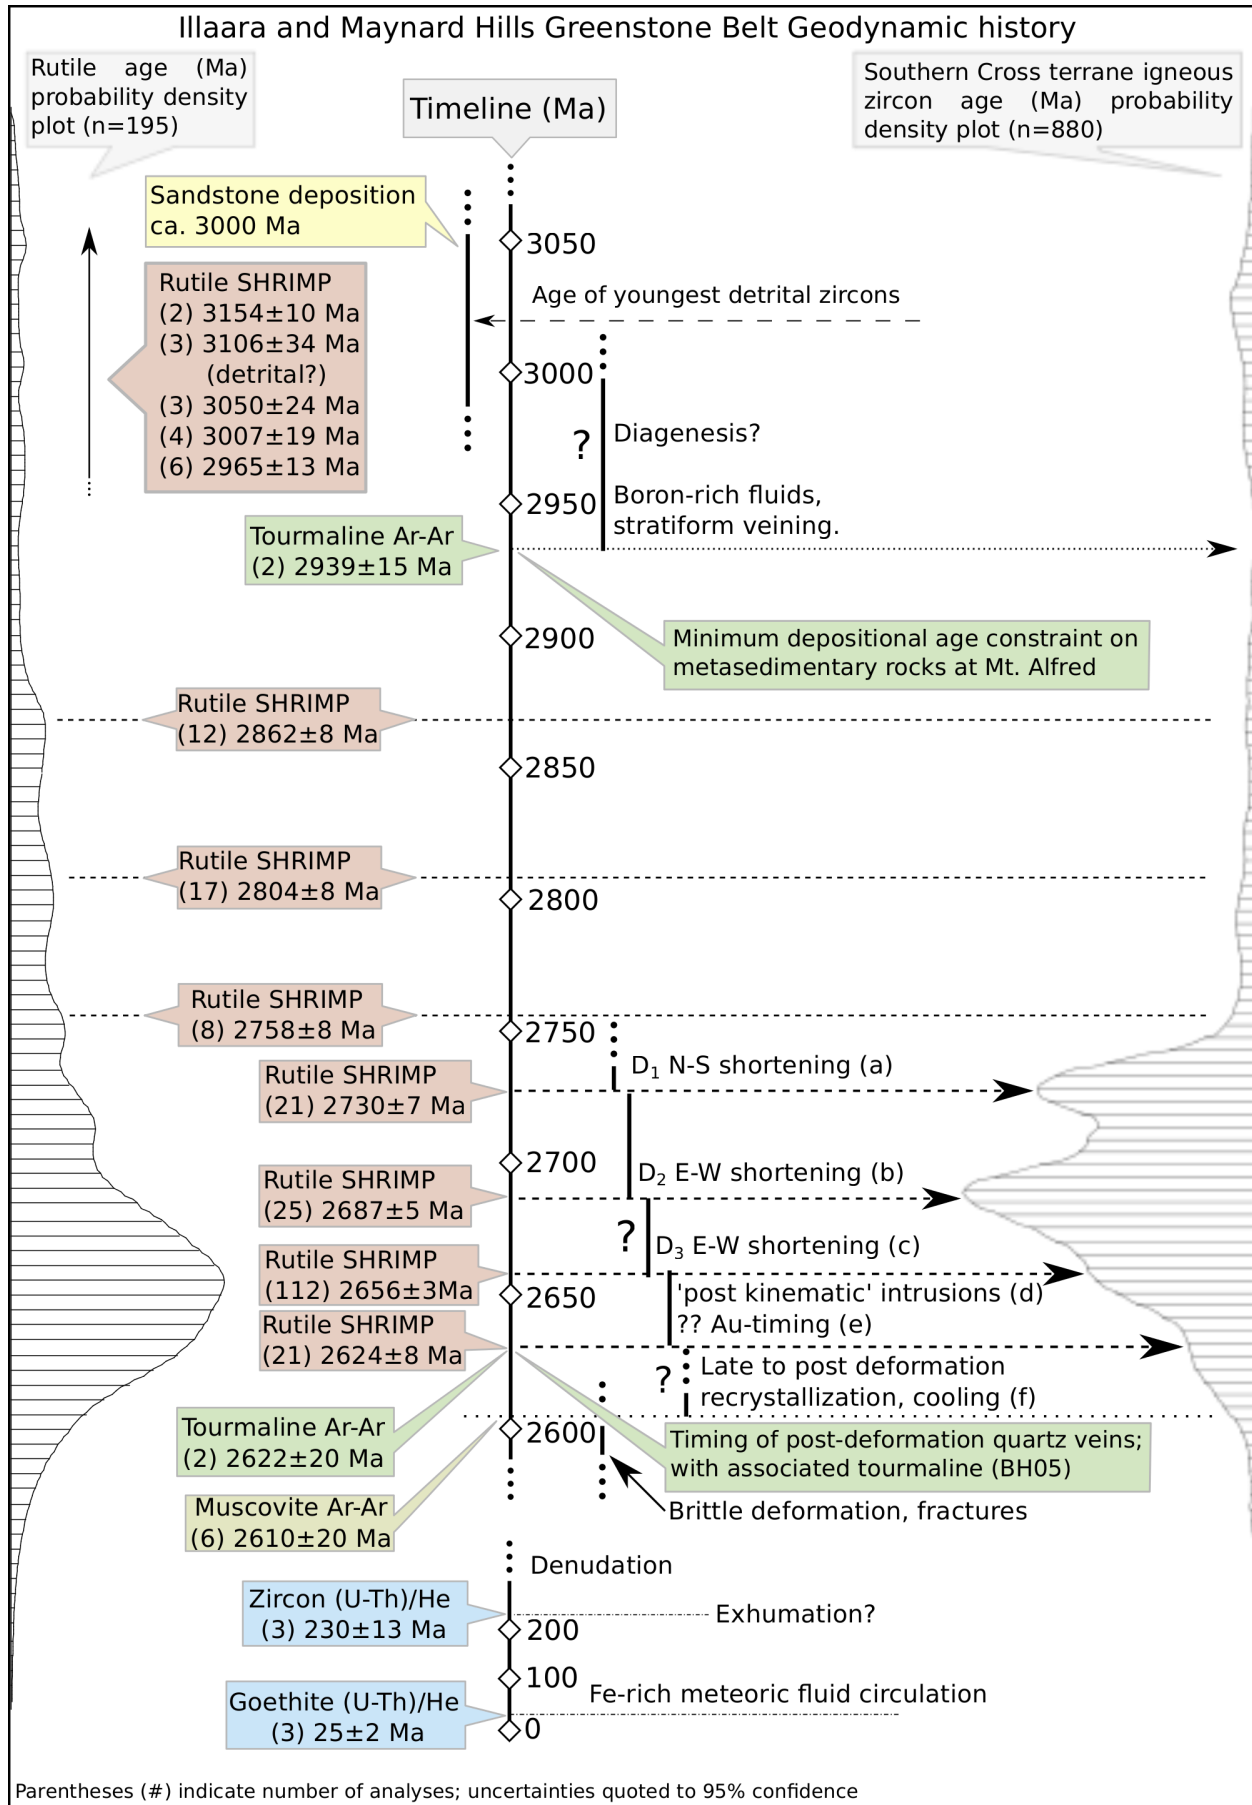 Illaara and Maynard Hills Greenstone Belt Geodynamic history
Rutile age (Ma)
probability density
plot (n=195)
Timeline (Ma)
Southern Cross terrane igneous
zircon age (Ma) probability
density plot (n=880)
Sandstone deposition
ca. 3000 Ma
3050
Rutile SHRIMP
(2) 3154±10 Ma
(3) 3106±34 Ma
(detrital?)
(3) 3050±24 Ma
(4) 3007±19 Ma
(6) 2965±13 Ma
Age of youngest detrital zircons
3000
?
Diagenesis?
2950
Boron-rich fluids,
stratiform veining.
Tourmaline Ar-Ar
(2) 2939±15 Ma
2900
Minimum depositional age constraint on
metasedimentary rocks at Mt. Alfred
Rutile SHRIMP
(12) 2862±8 Ma
2850
Rutile SHRIMP
(17) 2804±8 Ma
2800
Rutile SHRIMP
(8) 2758±8 Ma
2750
Rutile SHRIMP
(21) 2730±7 Ma
D1 N-S shortening (a)
2700
Rutile SHRIMP
(25) 2687±5 Ma
D2 E-W shortening (b)
?
D3 E-W shortening (c)
Rutile SHRIMP
(112) 2656±3Ma
2650
'post kinematic' intrusions (d)
?? Au-timing (e)
Rutile SHRIMP
(21) 2624±8 Ma
?
Late to post deformation
recrystallization, cooling (f)
Tourmaline Ar-Ar
(2) 2622±20 Ma
2600
Timing of post-deformation quartz veins;
with associated tourmaline (BH05)
Muscovite Ar-Ar
(6) 2610±20 Ma
Brittle deformation, fractures
Denudation
Zircon (U-Th)/He
(3) 230±13 Ma
Exhumation?
200
100
Goethite (U-Th)/He
(3) 25±2 Ma
Fe-rich meteoric fluid circulation
0
Parentheses (#) indicate number of analyses; uncertainties quoted to 95% confidence